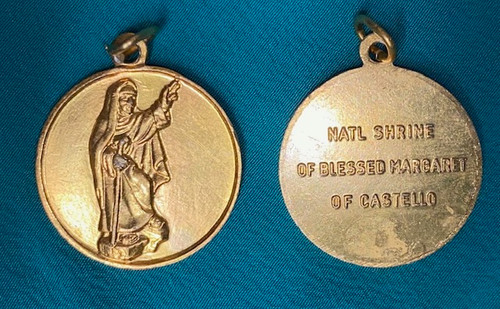 NATL SHRINE
OF BLESSED MARGARET
OF CASTELLO